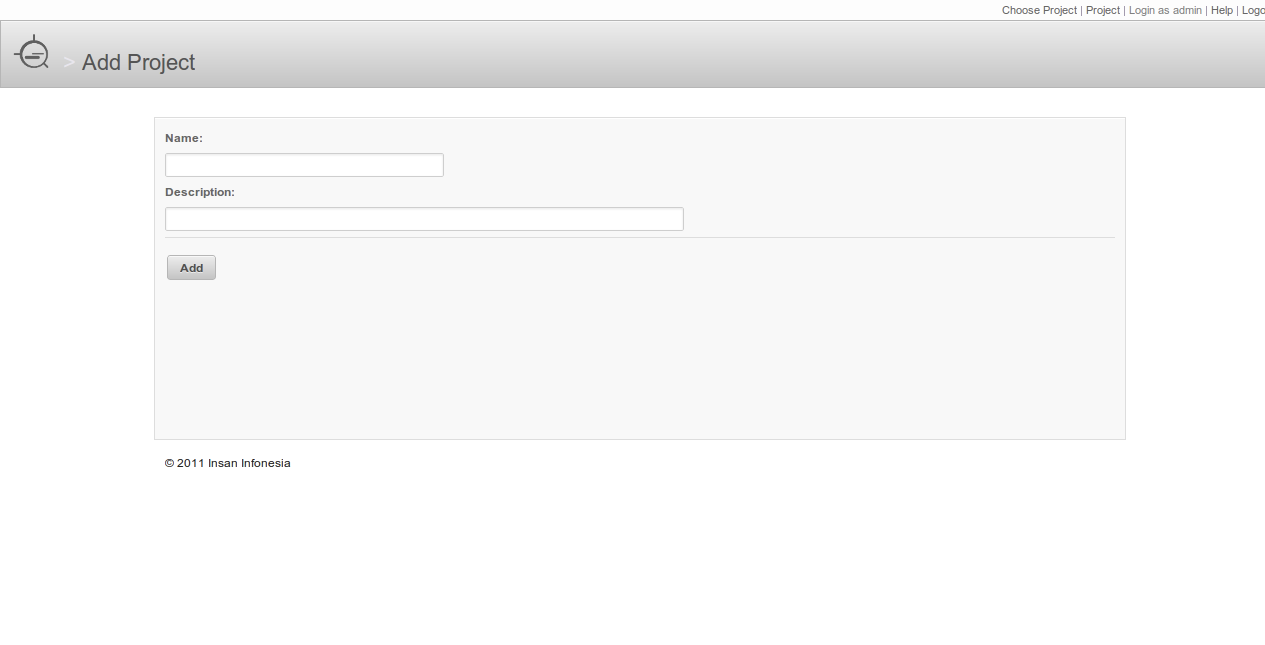 Choose Project | Project | Login as admin | Help | Logo
> Add Project
Name:
Description:
Add
© 2011 Insan Infonesia